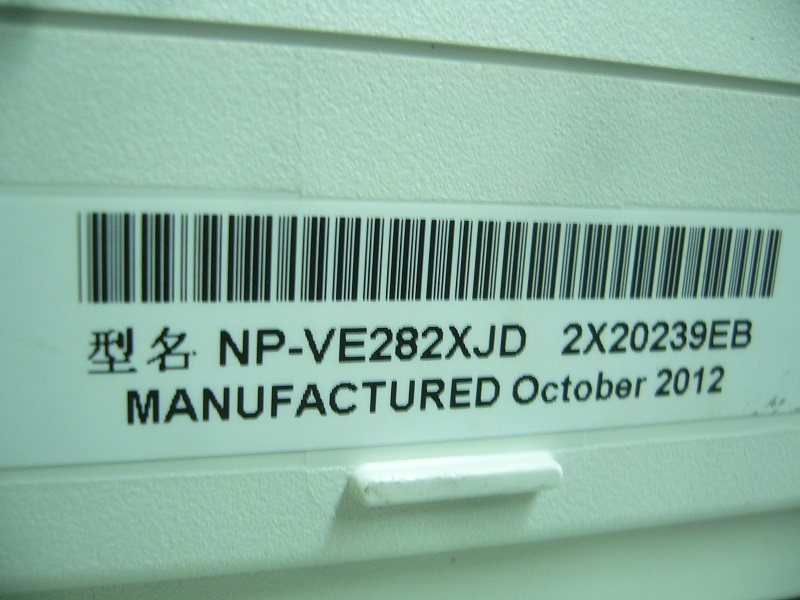 型名 NP-VE282XJD 2X20239EB
MANUFACTURED October 2012